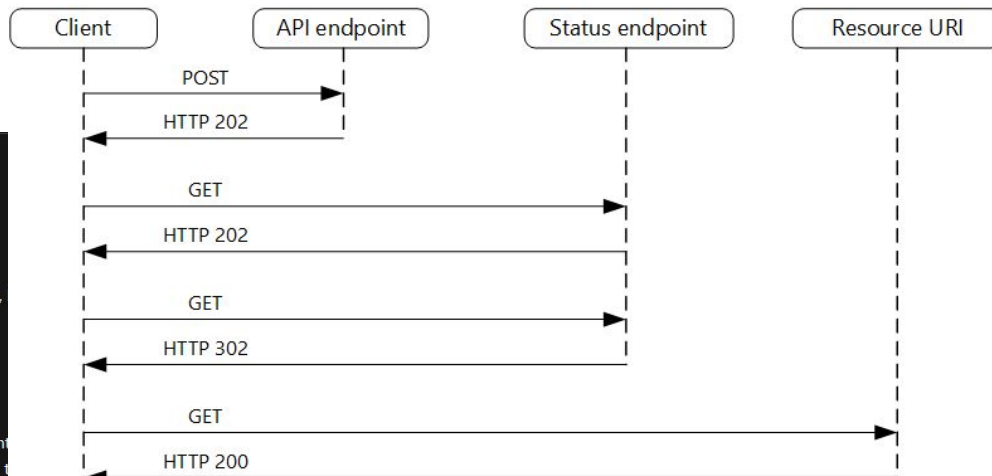 Client API endpoint Status endpoint Resource URI
POST
HTTP 202
GET
HTTP 202
GET
HTTP 302
GET
HTTP 200